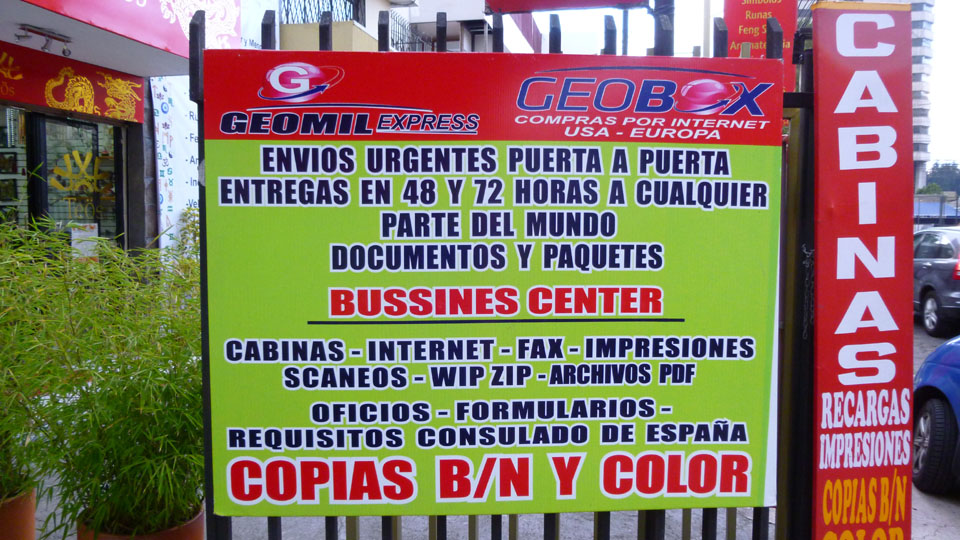 Símbolos
Runas
Feng S
GEOMIL EXPRESS
GEOBOX
COMPRAS POR INTERNET
USA - EUROPA
ENVIOS URGENTES PUERTA A PUERTA
ENTREGAS EN 48 Y 72 HORAS A CUALQUIER
PARTE DEL MUNDO
DOCUMENTOS Y PAQUETES
BUSSINES CENTER
CABINAS - INTERNET - FAX - IMPRESIONES
SCANEOS - WIP ZIP - ARCHIVOS PDF
OFICIOS - FORMULARIOS -
REQUISITOS CONSULADO DE ESPAÑA
COPIAS B/N Y COLOR
CABINAS
RECARGAS
IMPRESIONES
COPIAS B/N
COLOR